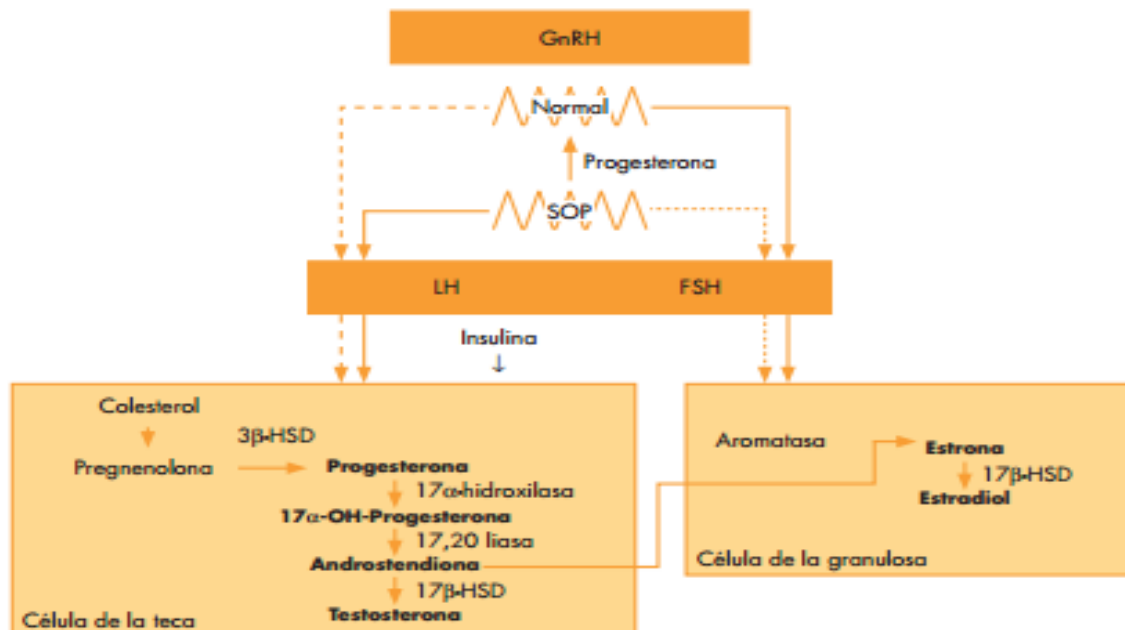 GnRH
Normal
Progesterona
SOP
LH FSH
Insulina
↓
Colesterol
3β-HSD
Pregnenolona
Progesterona
17α-hidroxilasa
17α-OH-Progesterona
17,20 liasa
Androstendiona
17β-HSD
Testosterona
Célula de la teca
Aromatasa
Estrona
17β-HSD
Estradiol
Célula de la granulosa